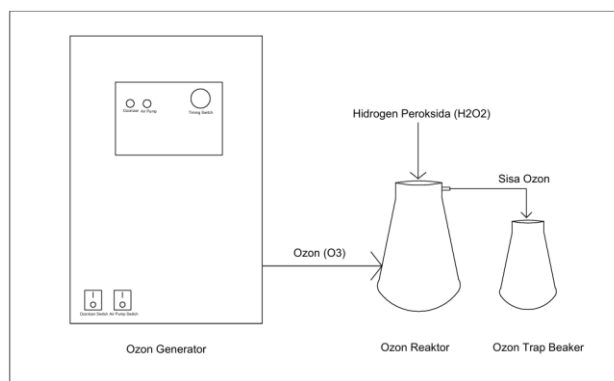 Ozonizer Air Pump Timing Switch
Hidrogen Peroksida (H2O2)
Sisa Ozon
Ozon (O3)
Ozonizer Switch Air Pump Switch
Ozon Generator
Ozon Reaktor
Ozon Trap Beaker